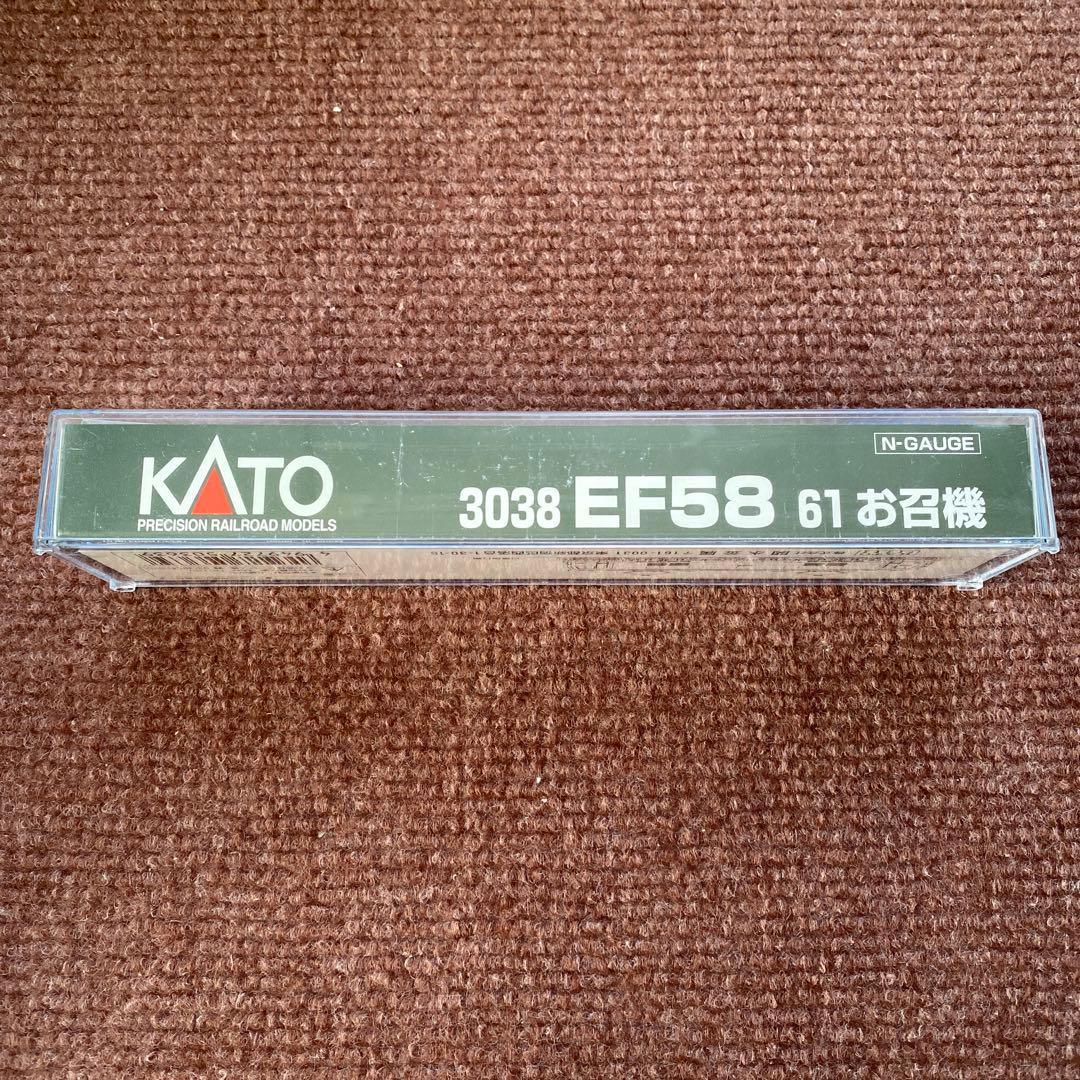 N-GAUGE
KATO
PRECISION RAILROAD MODELS
3038 EF58 61 お召機